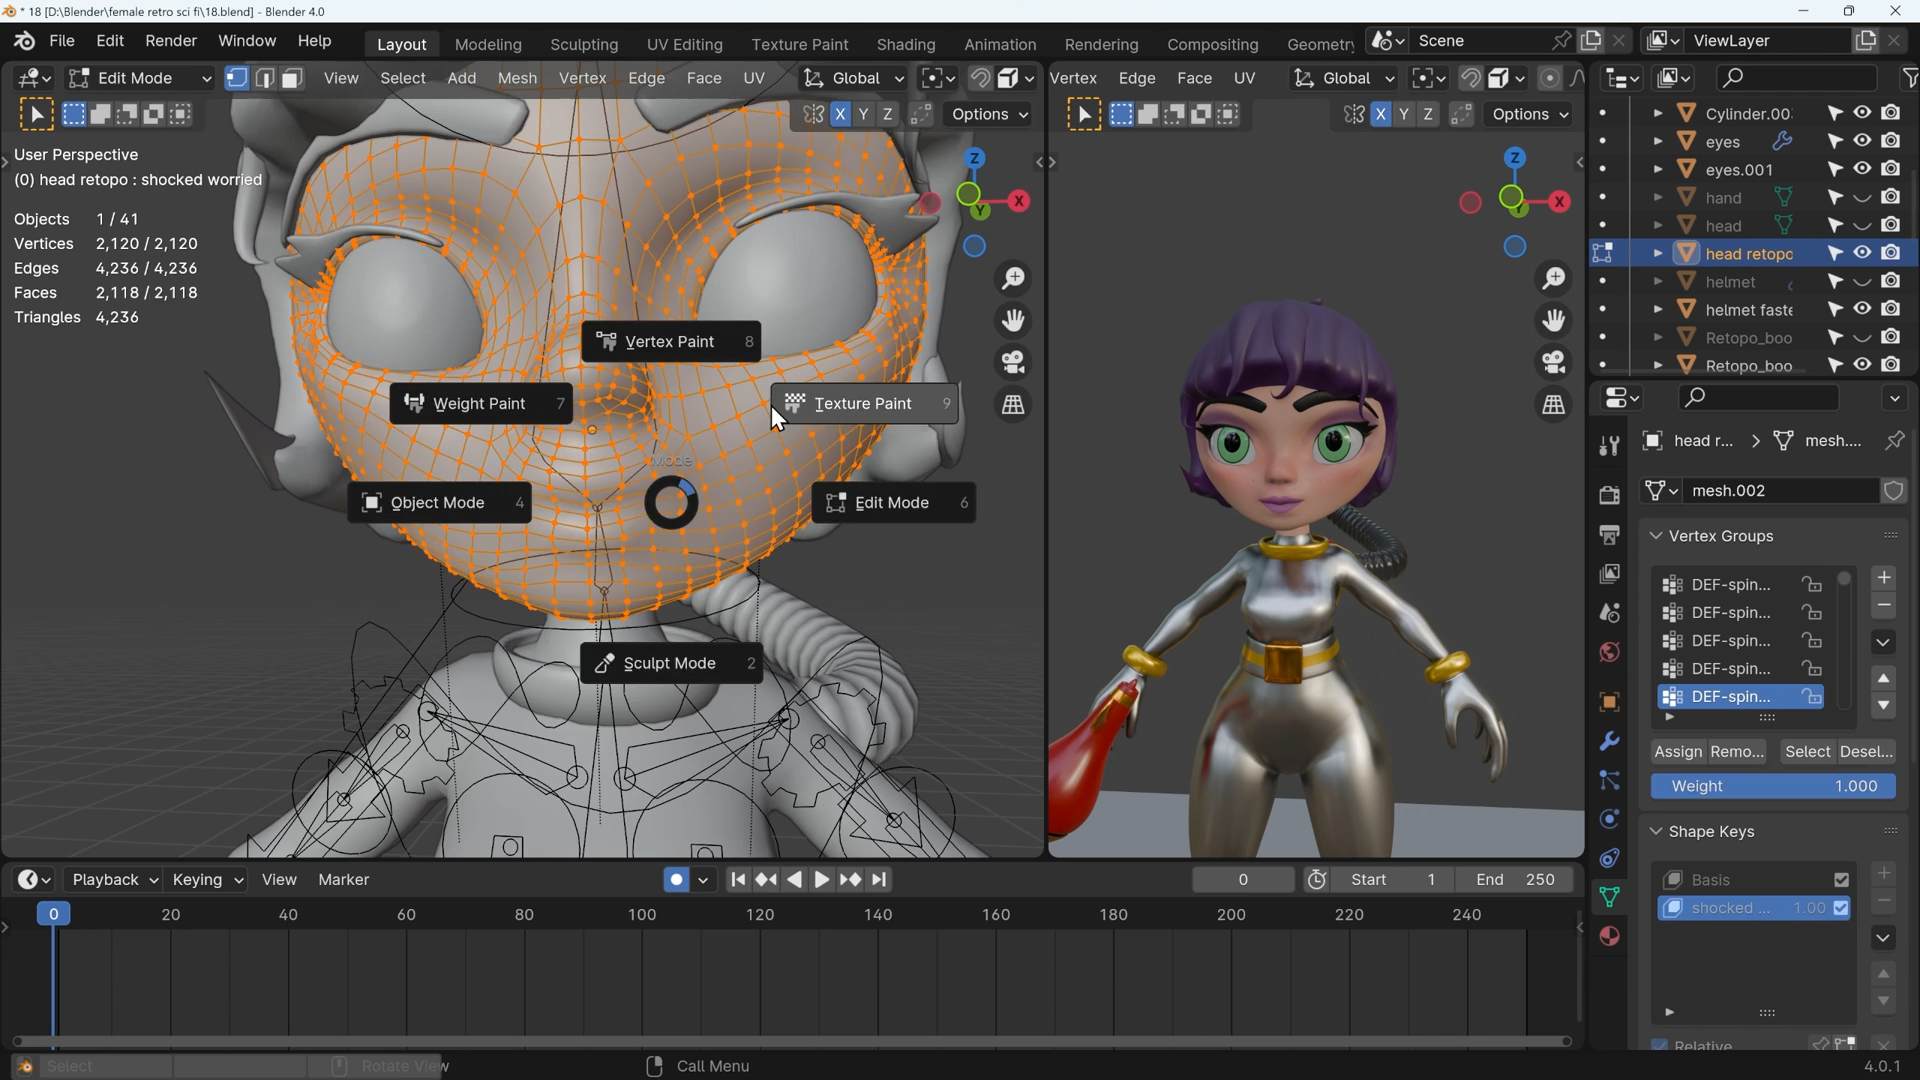 * 18 [D:\Blender\female retro sci fi\18.blend] - Blender 4.0
File Edit Render Window Help
Layout Modeling Sculpting UV Editing Texture Paint Shading Animation Rendering Compositing Geometry
Scene
ViewLayer
Edit Mode View Select Add Mesh Vertex Edge Face UV Global
Vertex Edge Face UV Global
X Y Z Options
X Y Z Options
User Perspective
(0) head retopo : shocked worried
Objects 1 / 41
Vertices 2,120 / 2,120
Edges 4,236 / 4,236
Faces 2,118 / 2,118
Triangles 4,236
Z
X
Y
Z
X
Y
Vertex Paint 8
Weight Paint 7
Texture Paint 9
Mode
Object Mode 4
Edit Mode 6
Sculpt Mode 2
Cylinder.00
eyes
eyes.001
hand
head
head retopo
helmet
helmet faste
Retopo_boo
Retopo_boo
head r... mesh....
mesh.002
Vertex Groups
DEF-spin...
DEF-spin...
DEF-spin...
DEF-spin...
DEF-spin...
Assign Remo... Select Desel...
Weight 1.000
Shape Keys
Basis
shocked ... 1.00
Relative
Playback Keying View Marker
0 Start 1 End 250
0 20 40 60 80 100 120 140 160 180 200 220 240
Select Rotate View Call Menu 4.0.1